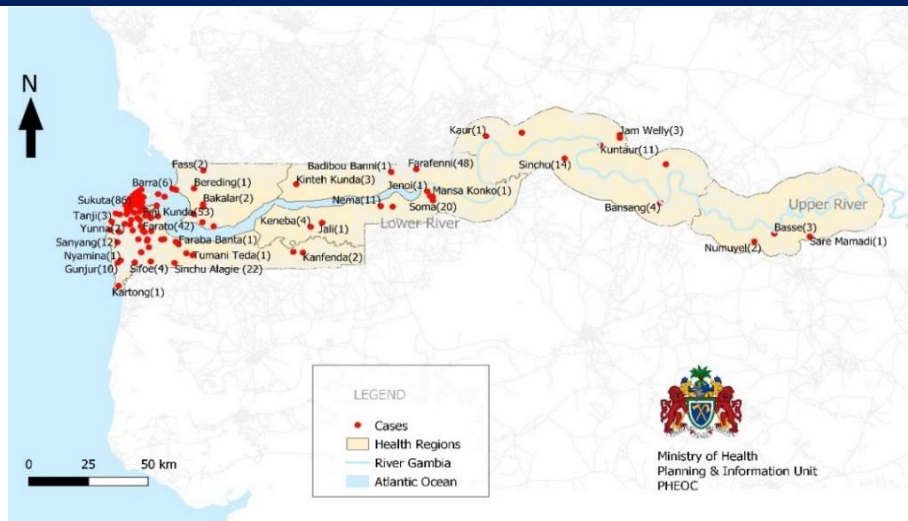 N
Kaur(1)
Jam Welly(3)
Kuntaur(11)
Fass(2)
Badibou Banni(1)
Farafenni(48)
Sinchu(14)
Barra(6)
Bereding(1)
Kinteh Kunda(3)
Jenoi(1)
Mansa Konko(1)
Sukuta(86)
Bakalar(2)
Nema(11)
Soma(20)
Bansang(4)
Upper River
Tanji(3)
Kunda(53)
Keneba(4)
Lower River
Yunna(2)
Farato(42)
Jali(1)
Basse(3)
Sanyang(12)
Faraba Banta(1)
Numuyel(2)
Sare Mamadi(1)
Nyamina(1)
Tumani Teda(1)
Kanfenda(2)
Gunjur(10)
Sifoe(4)
Sinchu Alagie (22)
Kartong(1)
LEGEND
Cases
Health Regions
River Gambia
Atlantic Ocean
0 25 50 km
Ministry of Health
Planning & Information Unit
PHEOC